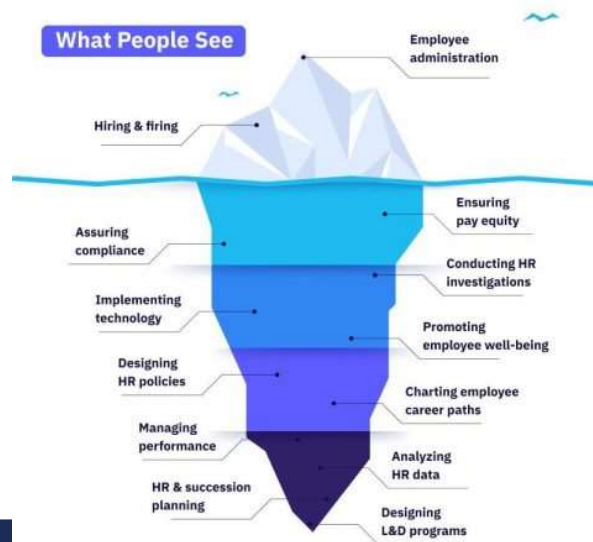 What People See
Employee
administration
Hiring & firing
Ensuring
pay equity
Assuring
compliance
Conducting HR
investigations
Implementing
technology
Promoting
employee well-being
Designing
HR policies
Charting employee
career paths
Managing
performance
Analyzing
HR data
HR & succession
planning
Designing
L&D programs